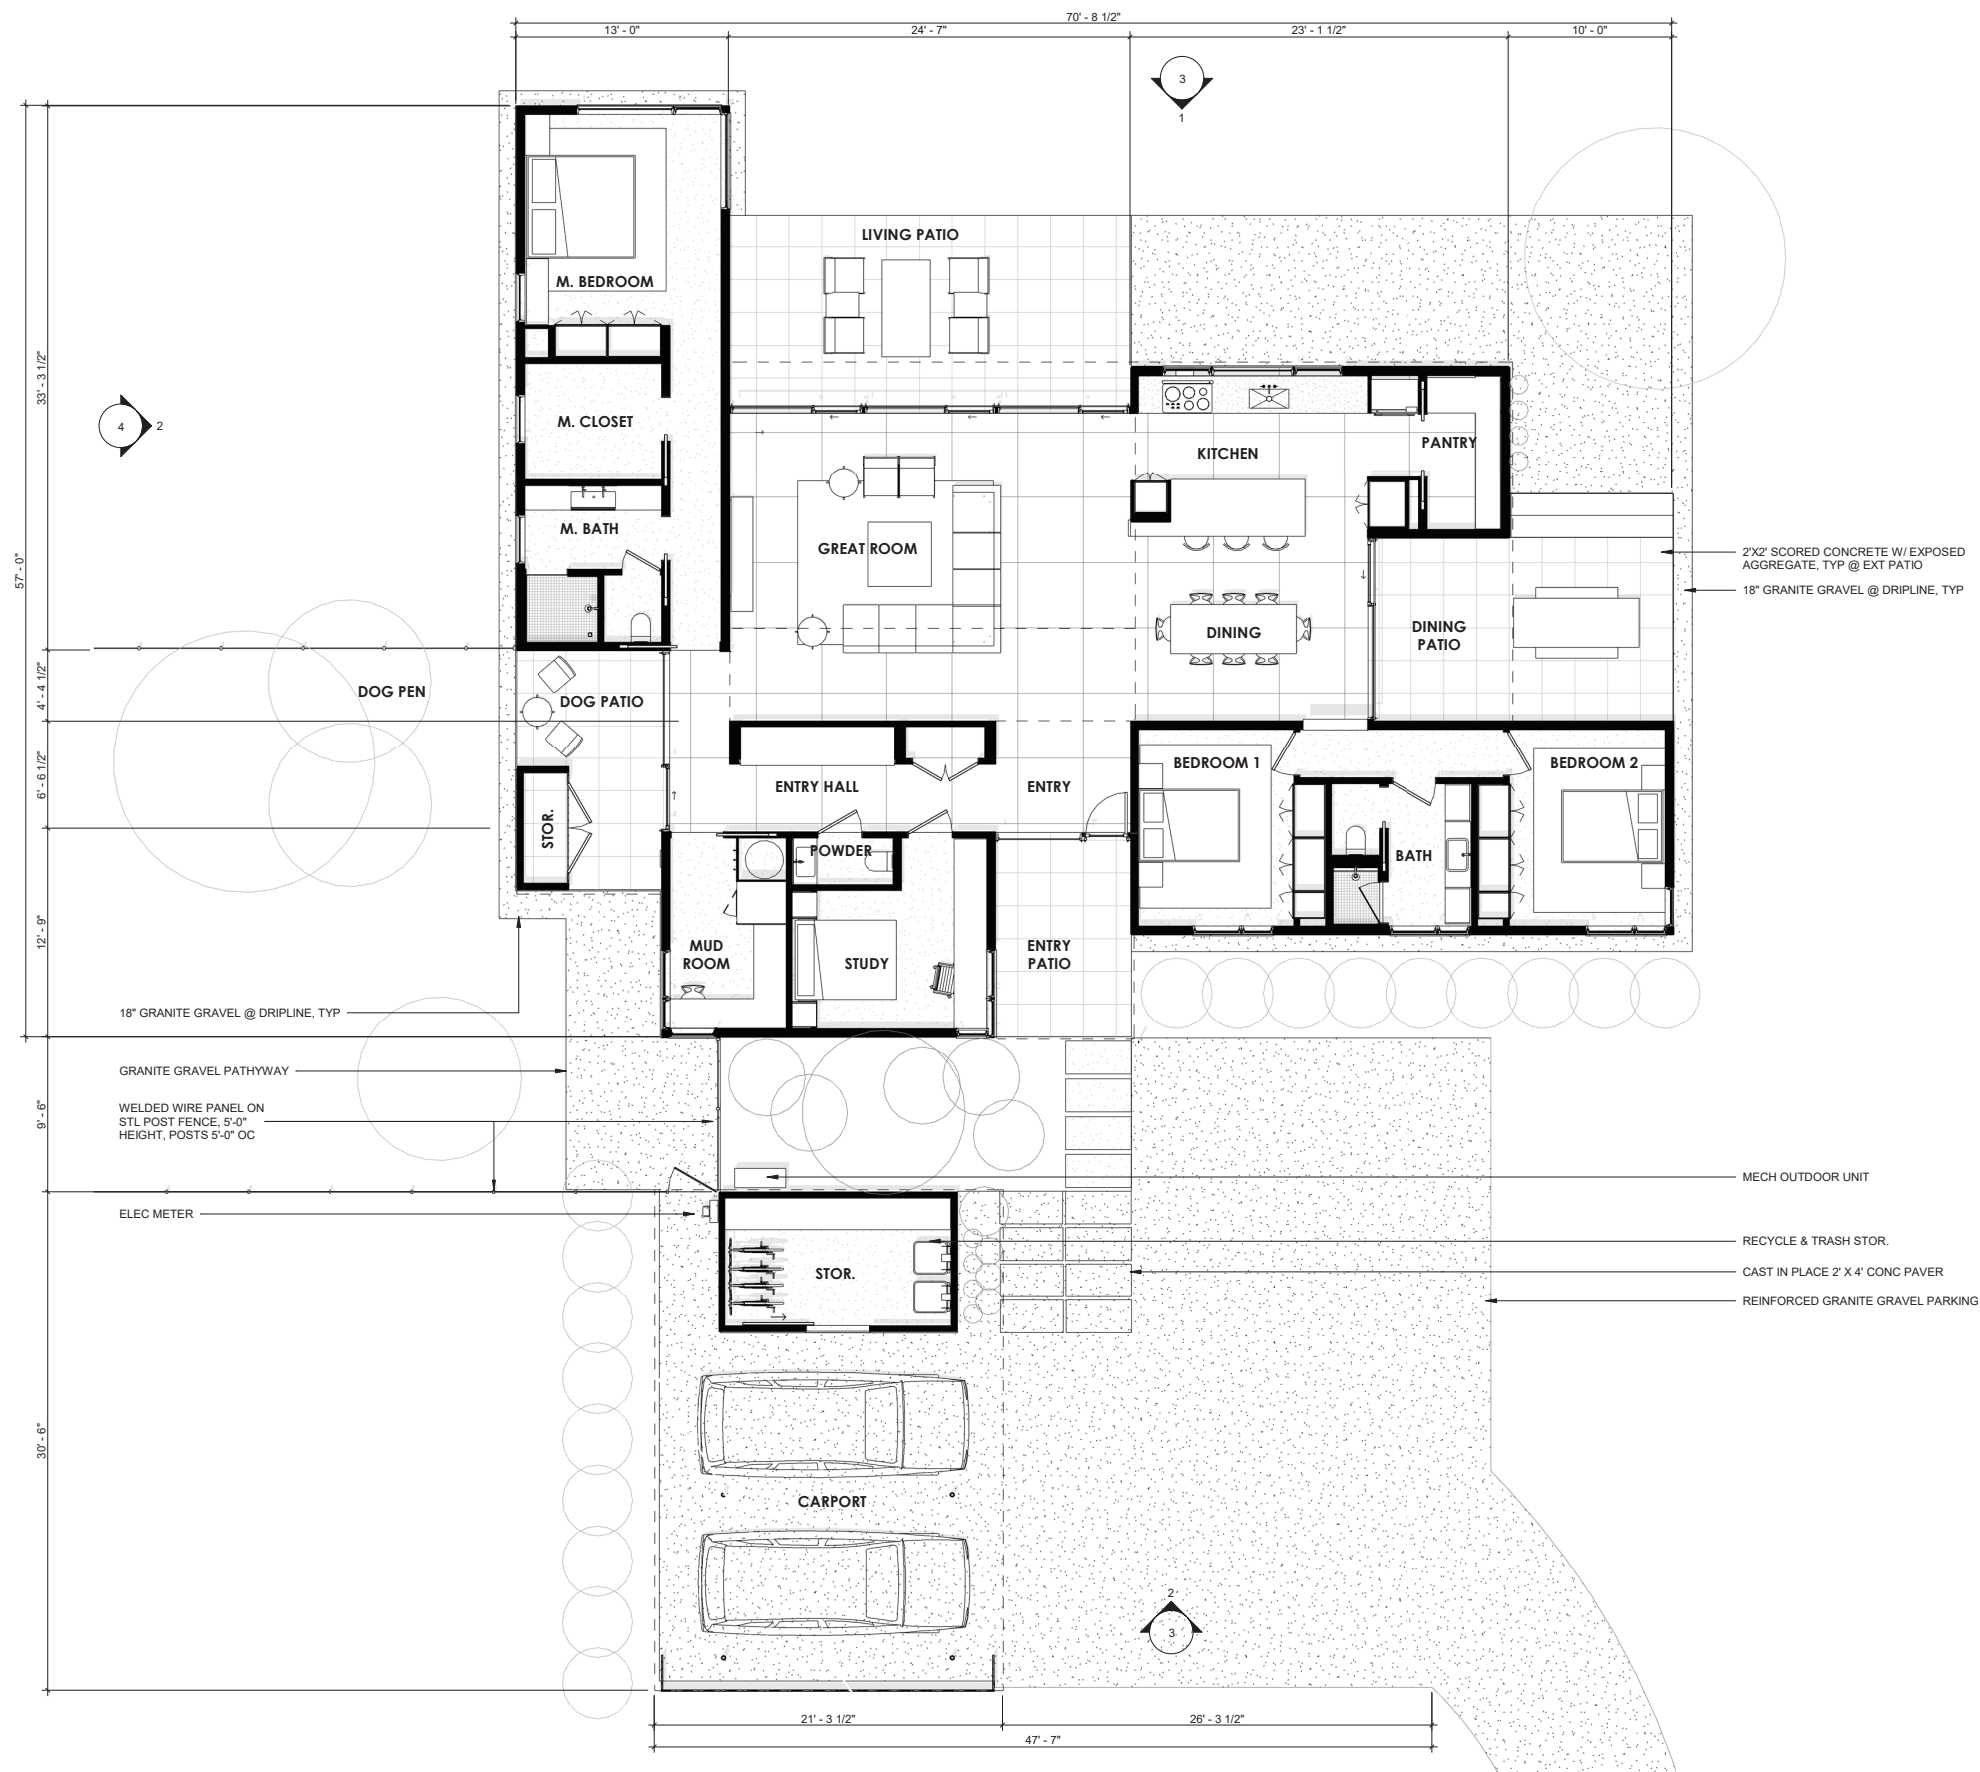 70' - 8 1/2"
13' - 0"
24' - 7"
23' - 1 1/2"
10' - 0"
3
1
LIVING PATIO
M. BEDROOM
33' - 3 1/2"
4
2
M. CLOSET
KITCHEN
PANTRY
M. BATH
GREAT ROOM
57' - 0"
2'X2' SCORED CONCRETE W/ EXPOSED
AGGREGATE, TYP @ EXT PATIO
18" GRANITE GRAVEL @ DRIPLINE, TYP
DINING
DINING
PATIO
4' - 4 1/2"
DOG PEN
DOG PATIO
6' - 6 1/2"
BEDROOM 1
BEDROOM 2
ENTRY HALL
ENTRY
STOR.
POWDER
BATH
12' - 9"
MUD
ROOM
STUDY
ENTRY
PATIO
18" GRANITE GRAVEL @ DRIPLINE, TYP
GRANITE GRAVEL PATHYWAY
9' - 6"
WELDED WIRE PANEL ON
STL POST FENCE, 5'-0"
HEIGHT, POSTS 5'-0" OC
MECH OUTDOOR UNIT
ELEC METER
RECYCLE & TRASH STOR.
STOR.
CAST IN PLACE 2' X 4' CONC PAVER
REINFORCED GRANITE GRAVEL PARKING
30' - 6"
CARPORT
2
3
21' - 3 1/2"
26' - 3 1/2"
47' - 7"